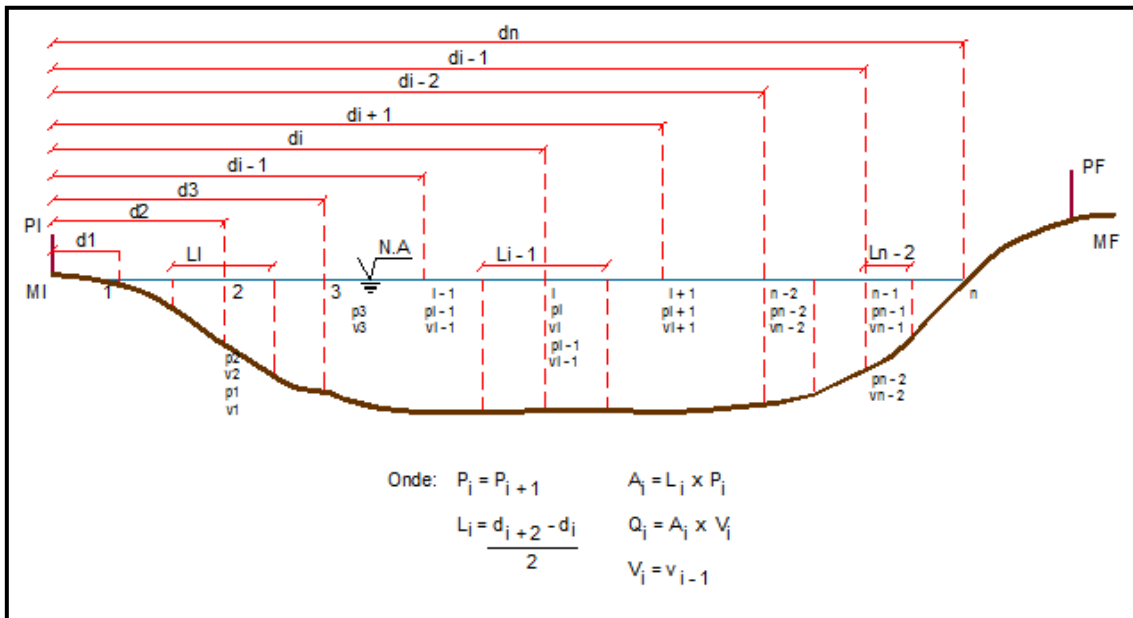 dn
di - 1
di - 2
di + 1
di
di - 1
d3
d2
d1
PI
MI
LI
N.A
Li - 1
Ln - 2
PF
MF
1
2
3
I - 1
I
I + 1
n - 2
n - 1
n
p3
v3
pI - 1
vI - 1
pI
vI
pI - 1
vI - 1
pI + 1
vI + 1
pn - 2
vn - 2
pn - 1
vn - 1
p2
v2
p1
v1
pn - 2
vn - 2
Onde: Pi = Pi + 1
Ai = Li x Pi
Li = di + 2 - di
2
Qi = Ai x Vi
Vi = vi - 1